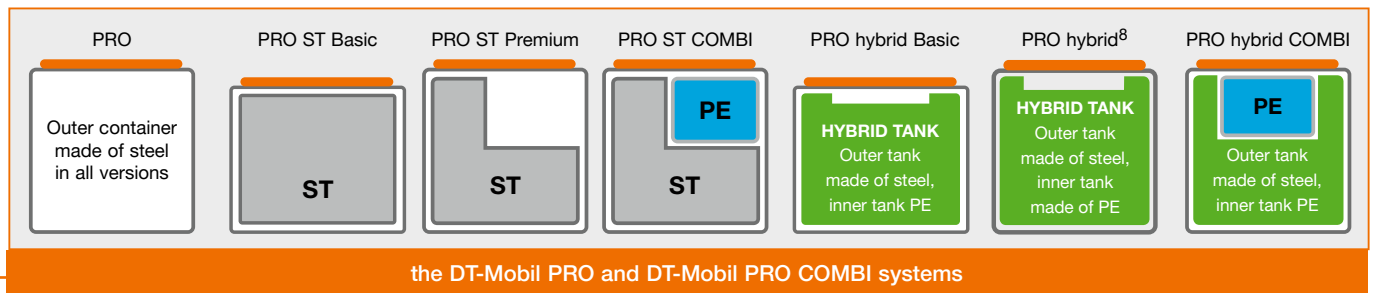 PRO
PRO ST Basic
PRO ST Premium
PRO ST COMBI
PRO hybrid Basic
PRO hybrid8
PRO hybrid COMBI
Outer container
made of steel
in all versions
ST
ST
PE
ST
HYBRID TANK
Outer tank
made of steel,
inner tank PE
HYBRID TANK
Outer tank
made of steel,
inner tank
made of PE
PE
Outer tank
made of steel,
inner tank PE
the DT-Mobil PRO and DT-Mobil PRO COMBI systems